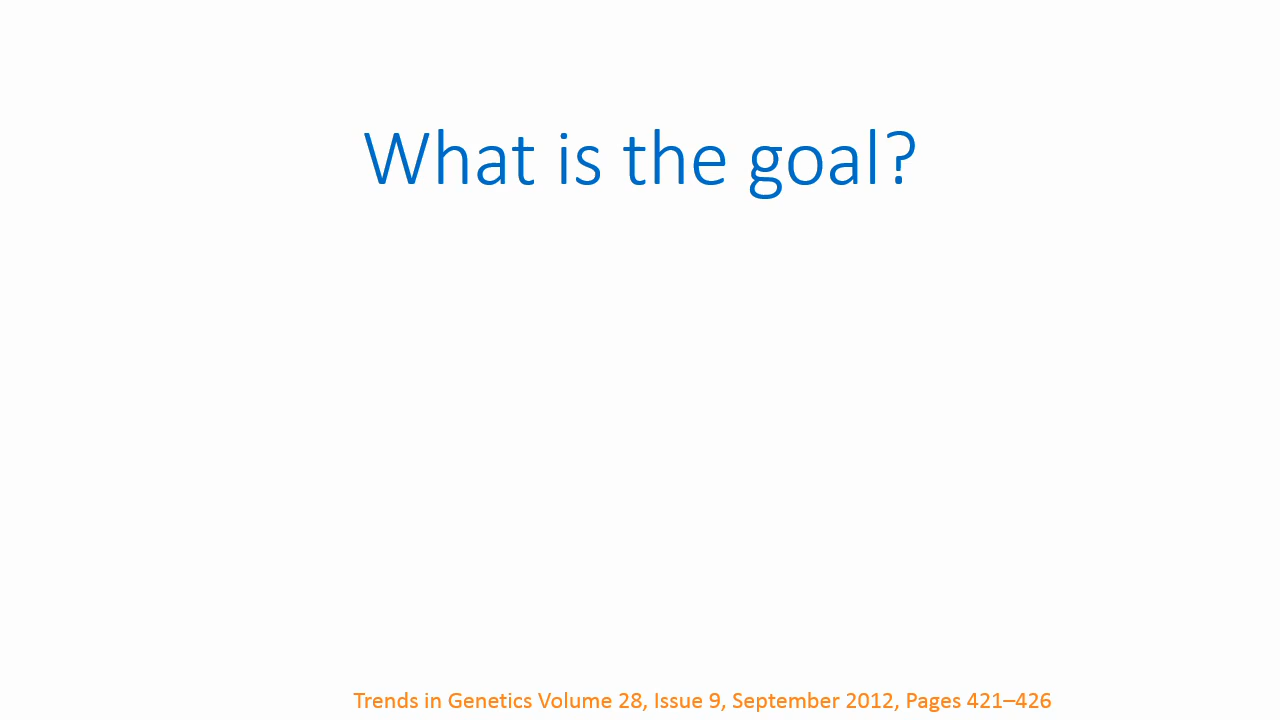 What is the goal?
Trends in Genetics Volume 28, Issue 9, September 2012, Pages 421–426